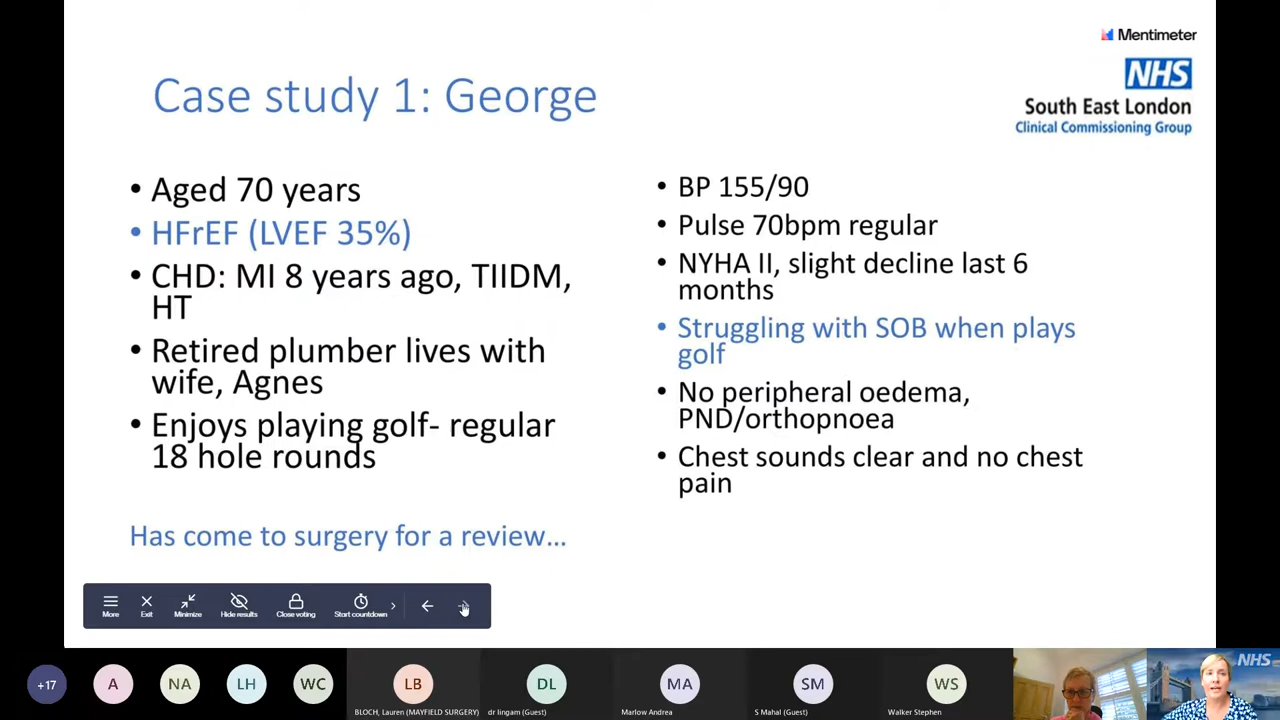 Mentimeter
NHS
South East London
Clinical Commissioning Group
Case study 1: George
• Aged 70 years
• HFrEF (LVEF 35%)
• CHD: MI 8 years ago, TIIDM,
HT
• Retired plumber lives with
wife, Agnes
• Enjoys playing golf- regular
18 hole rounds
Has come to surgery for a review…
• BP 155/90
• Pulse 70bpm regular
• NYHA II, slight decline last 6
months
• Struggling with SOB when plays
golf
• No peripheral oedema,
PND/orthopnoea
• Chest sounds clear and no chest
pain
More
Exit
Minimize
Hide results
Close voting
Start countdown
+17
A
NA
LH
WC
LB
BLOCH, Lauren (MAYFIELD SURGERY)
DL
dr lingam (Guest)
MA
Marlow Andrea
SM
S Mahal (Guest)
WS
Walker Stephen
NHS